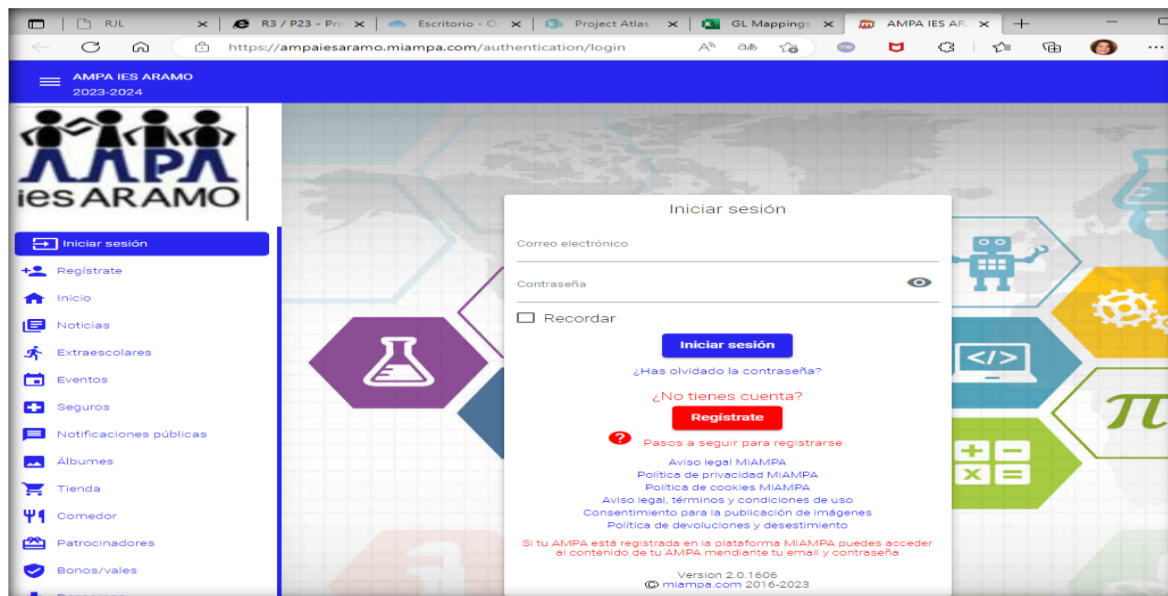 RJL
R3 / P23 - Pro
Escritorio - O
Project Atlas
GL Mappings
AMPA IES AR
https://ampaiesaramo.miampa.com/authentication/login
AMPA IES ARAMO
2023-2024
AMPA
ies ARAMO
Iniciar sesión
Regístrate
Inicio
Noticias
Extraescolares
Eventos
Seguros
Notificaciones públicas
Álbumes
Tienda
Comedor
Patrocinadores
Bonos/vales
Iniciar sesión
Correo electrónico
Contraseña
Recordar
Iniciar sesión
¿Has olvidado la contraseña?
¿No tienes cuenta?
Regístrate
Pasos a seguir para registrarse
Aviso legal MiAMPA
Política de privacidad MiAMPA
Política de cookies MiAMPA
Aviso legal, términos y condiciones de uso
Consentimiento para la publicación de imágenes
Política de devoluciones y desestimiento
Si tu AMPA está registrada en la plataforma MiAMPA puedes acceder
al contenido de tu AMPA mendiante tu email y contraseña
Version 2.0.1606
© miampa.com 2016-2023